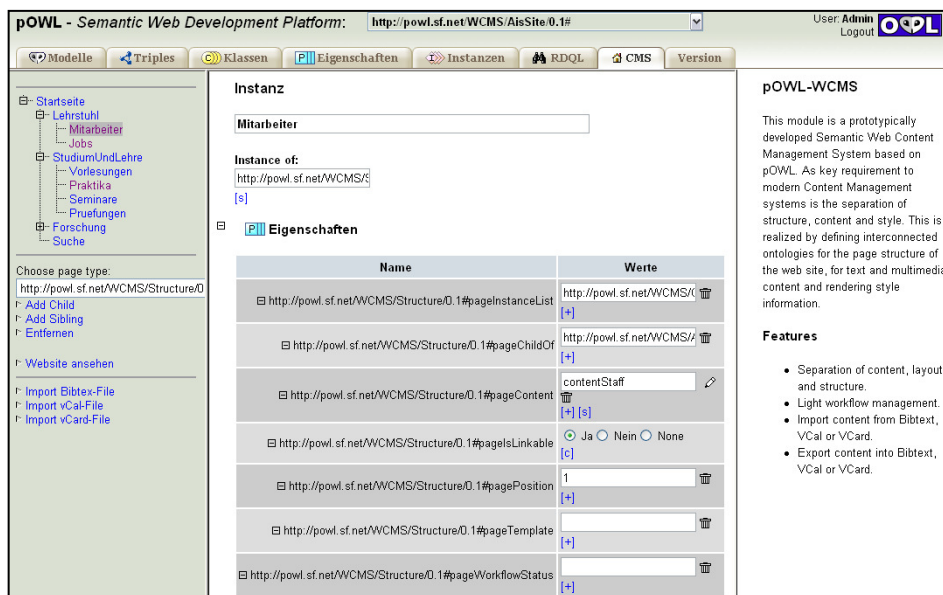 pOWL - Semantic Web Development Platform:
http://powl.sf.net/WCMS/AisSite/0.1#
User: Admin
Logout
OWL
Modelle
Triples
Klassen
Eigenschaften
Instanzen
RDQL
CMS
Version
Startseite
Lehrstuhl
Mitarbeiter
Jobs
StudiumUndLehre
Vorlesungen
Praktika
Seminare
Pruefungen
Forschung
Suche
Choose page type:
http://powl.sf.net/WCMS/Structure/0
Add Child
Add Sibling
Entfernen
Website ansehen
Import Bibtex-File
Import vCal-File
Import vCard-File
Instanz
Mitarbeiter
Instance of:
http://powl.sf.net/WCMS/S
[s]
Eigenschaften
Name Werte
http://powl.sf.net/WCMS/Structure/0.1#pageInstanceList http://powl.sf.net/WCMS/C
[+]
http://powl.sf.net/WCMS/Structure/0.1#pageChildOf http://powl.sf.net/WCMS/A
[+]
http://powl.sf.net/WCMS/Structure/0.1#pageContent contentStaff
[+] [s]
http://powl.sf.net/WCMS/Structure/0.1#pageIsLinkable Ja Nein None
[c]
http://powl.sf.net/WCMS/Structure/0.1#pagePosition 1
[+]
http://powl.sf.net/WCMS/Structure/0.1#pageTemplate
[+]
http://powl.sf.net/WCMS/Structure/0.1#pageWorkflowStatus
[+]
pOWL-WCMS
This module is a prototypically
developed Semantic Web Content
Management System based on
pOWL. As key requirement to
modern Content Management
systems is the separation of
structure, content and style. This is
realized by defining interconnected
ontologies for the page structure of
the web site, for text and multimedia
content and rendering style
information.
Features
Separation of content, layout
and structure.
Light workflow management.
Import content from Bibtext,
VCal or VCard.
Export content into Bibtext,
VCal or VCard.